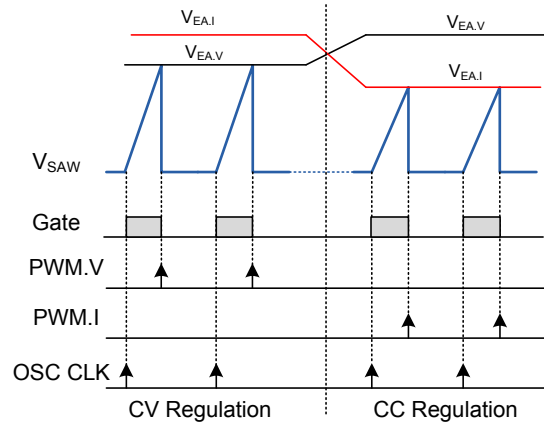 VEA.I
VEA.V
VEA.V
VEA.I
VSAW
Gate
PWM.V
PWM.I
OSC CLK
CV Regulation
CC Regulation